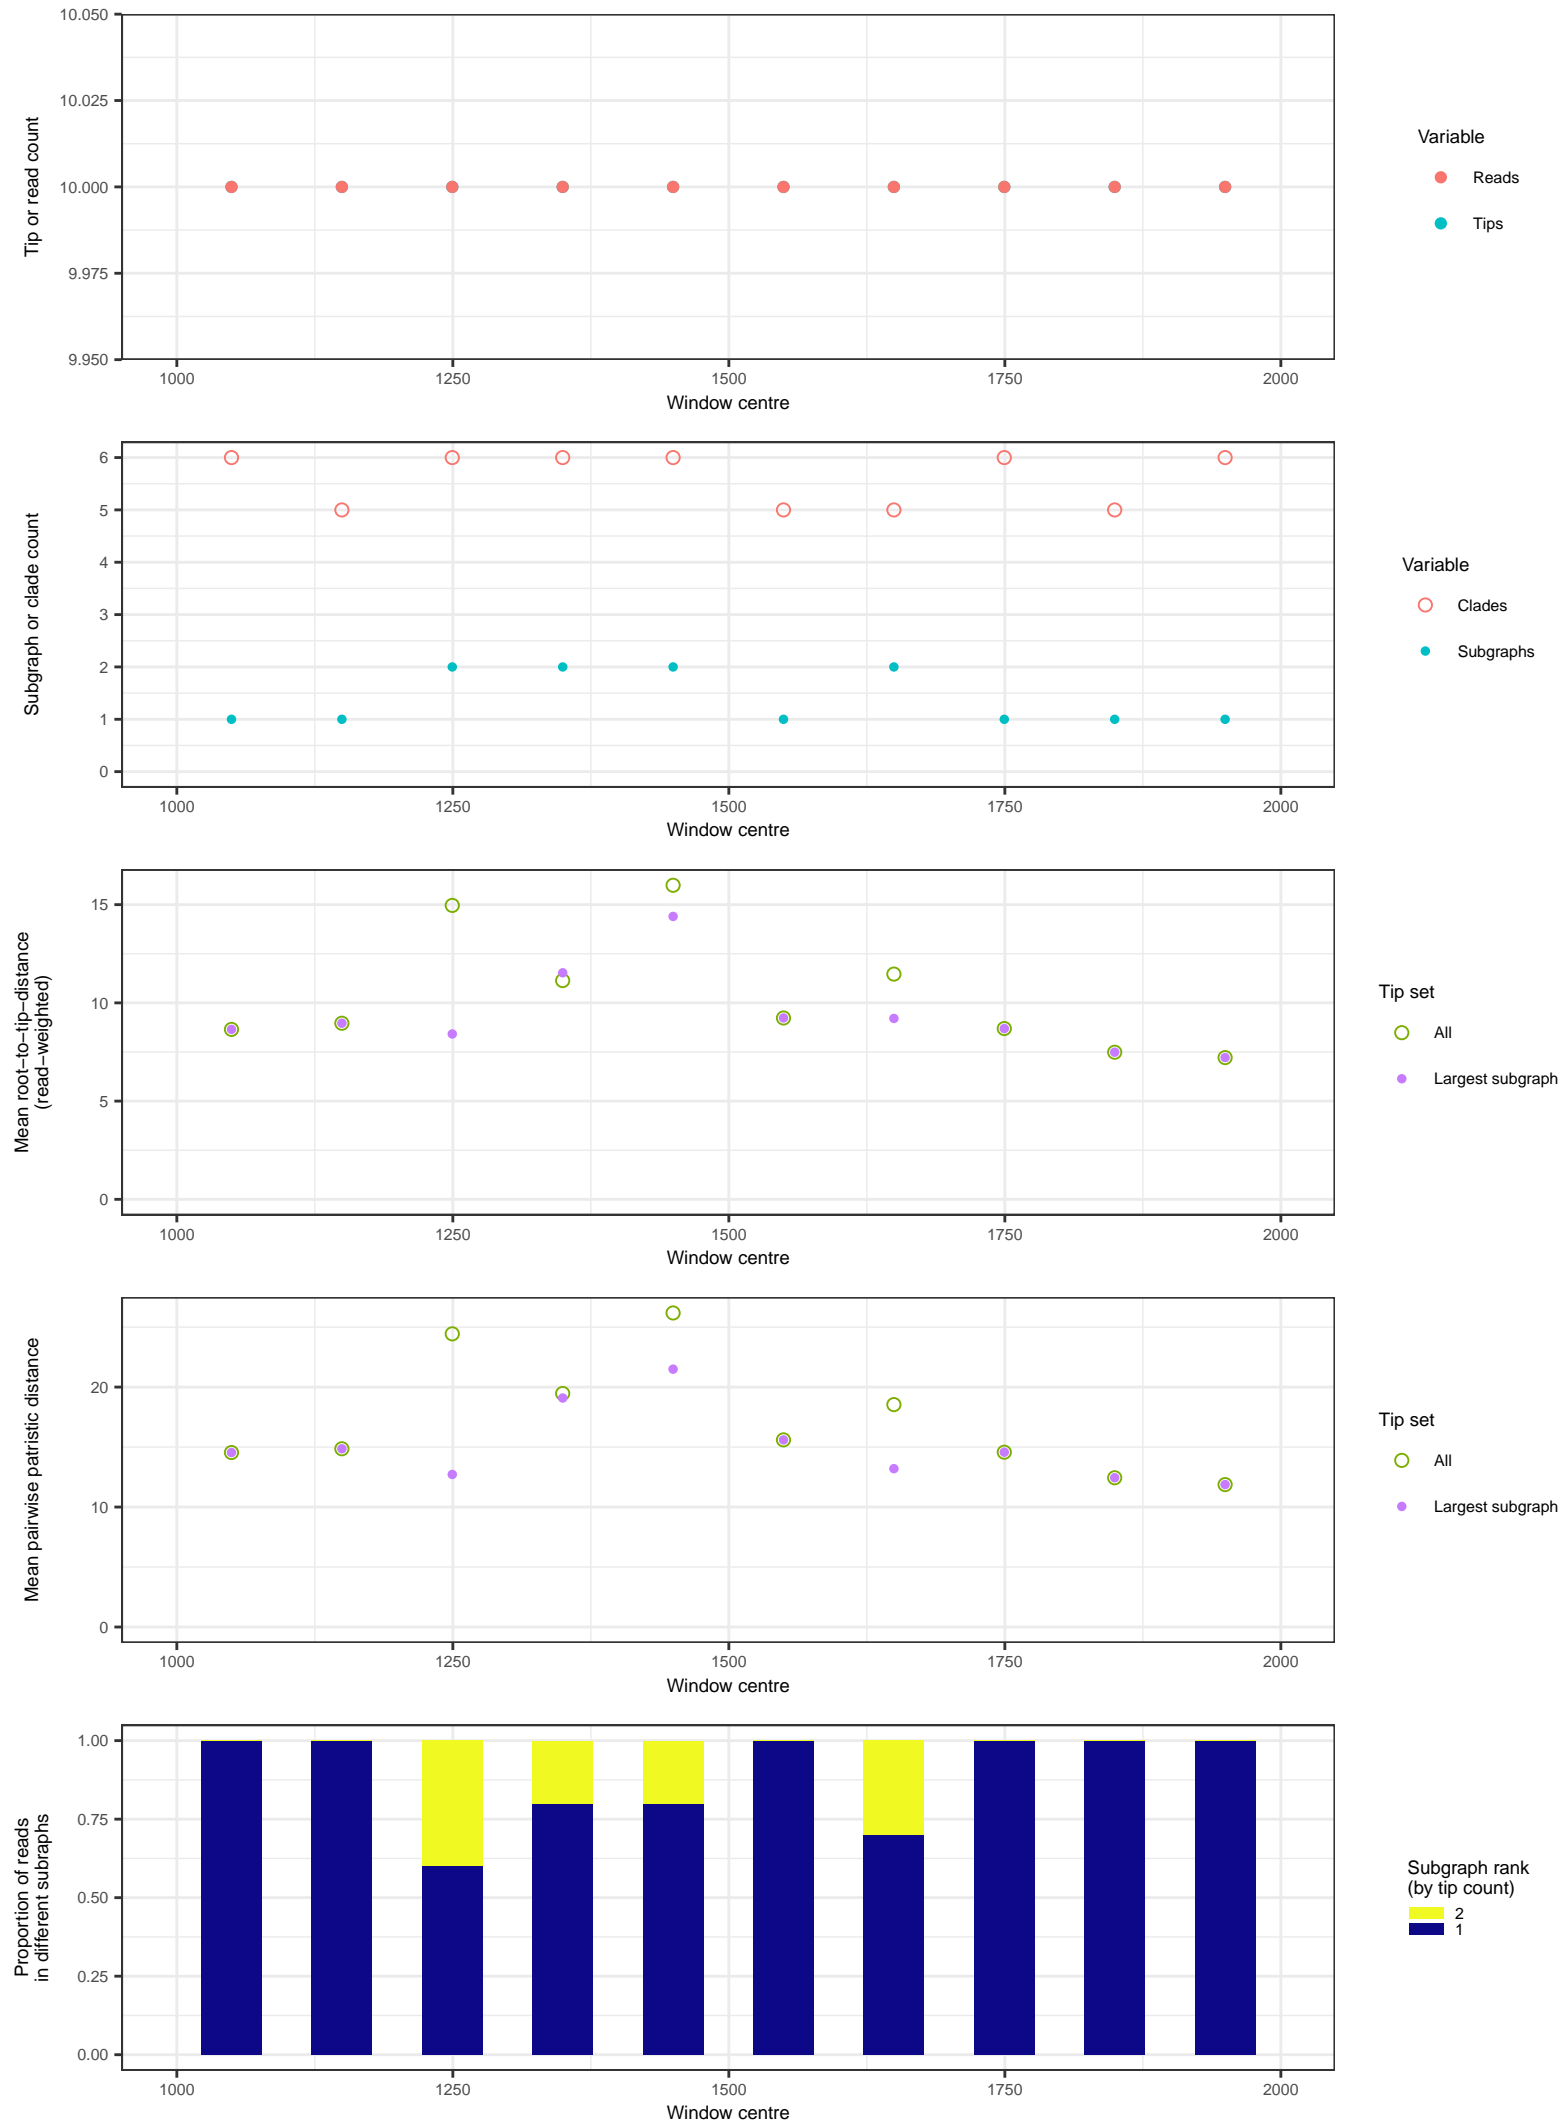 10.050
10.025
10.000
9.975
9.950
Tip or read count
1000 1250 1500 1750 2000
Window centre
Variable
Reads
Tips
6
5
4
3
2
1
0
Subgraph or clade count
1000 1250 1500 1750 2000
Window centre
Variable
Clades
Subgraphs
15
10
5
0
Mean root−to−tip−distance
(read−weighted)
1000 1250 1500 1750 2000
Window centre
Tip set
All
Largest subgraph
20
10
0
Mean pairwise patristic distance
1000 1250 1500 1750 2000
Window centre
Tip set
All
Largest subgraph
1.00
0.75
0.50
0.25
0.00
Proportion of reads
in different subraphs
1000 1250 1500 1750 2000
Window centre
Subgraph rank
(by tip count)
2
1